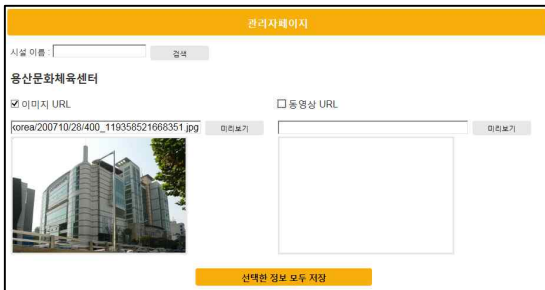 관리자페이지
시설 이름 : 검색
용산문화체육센터
이미지 URL 동영상 URL
korea/200710/28/400_119358521668351.jpg 미리보기 미리보기
선택한 정보 모두 저장